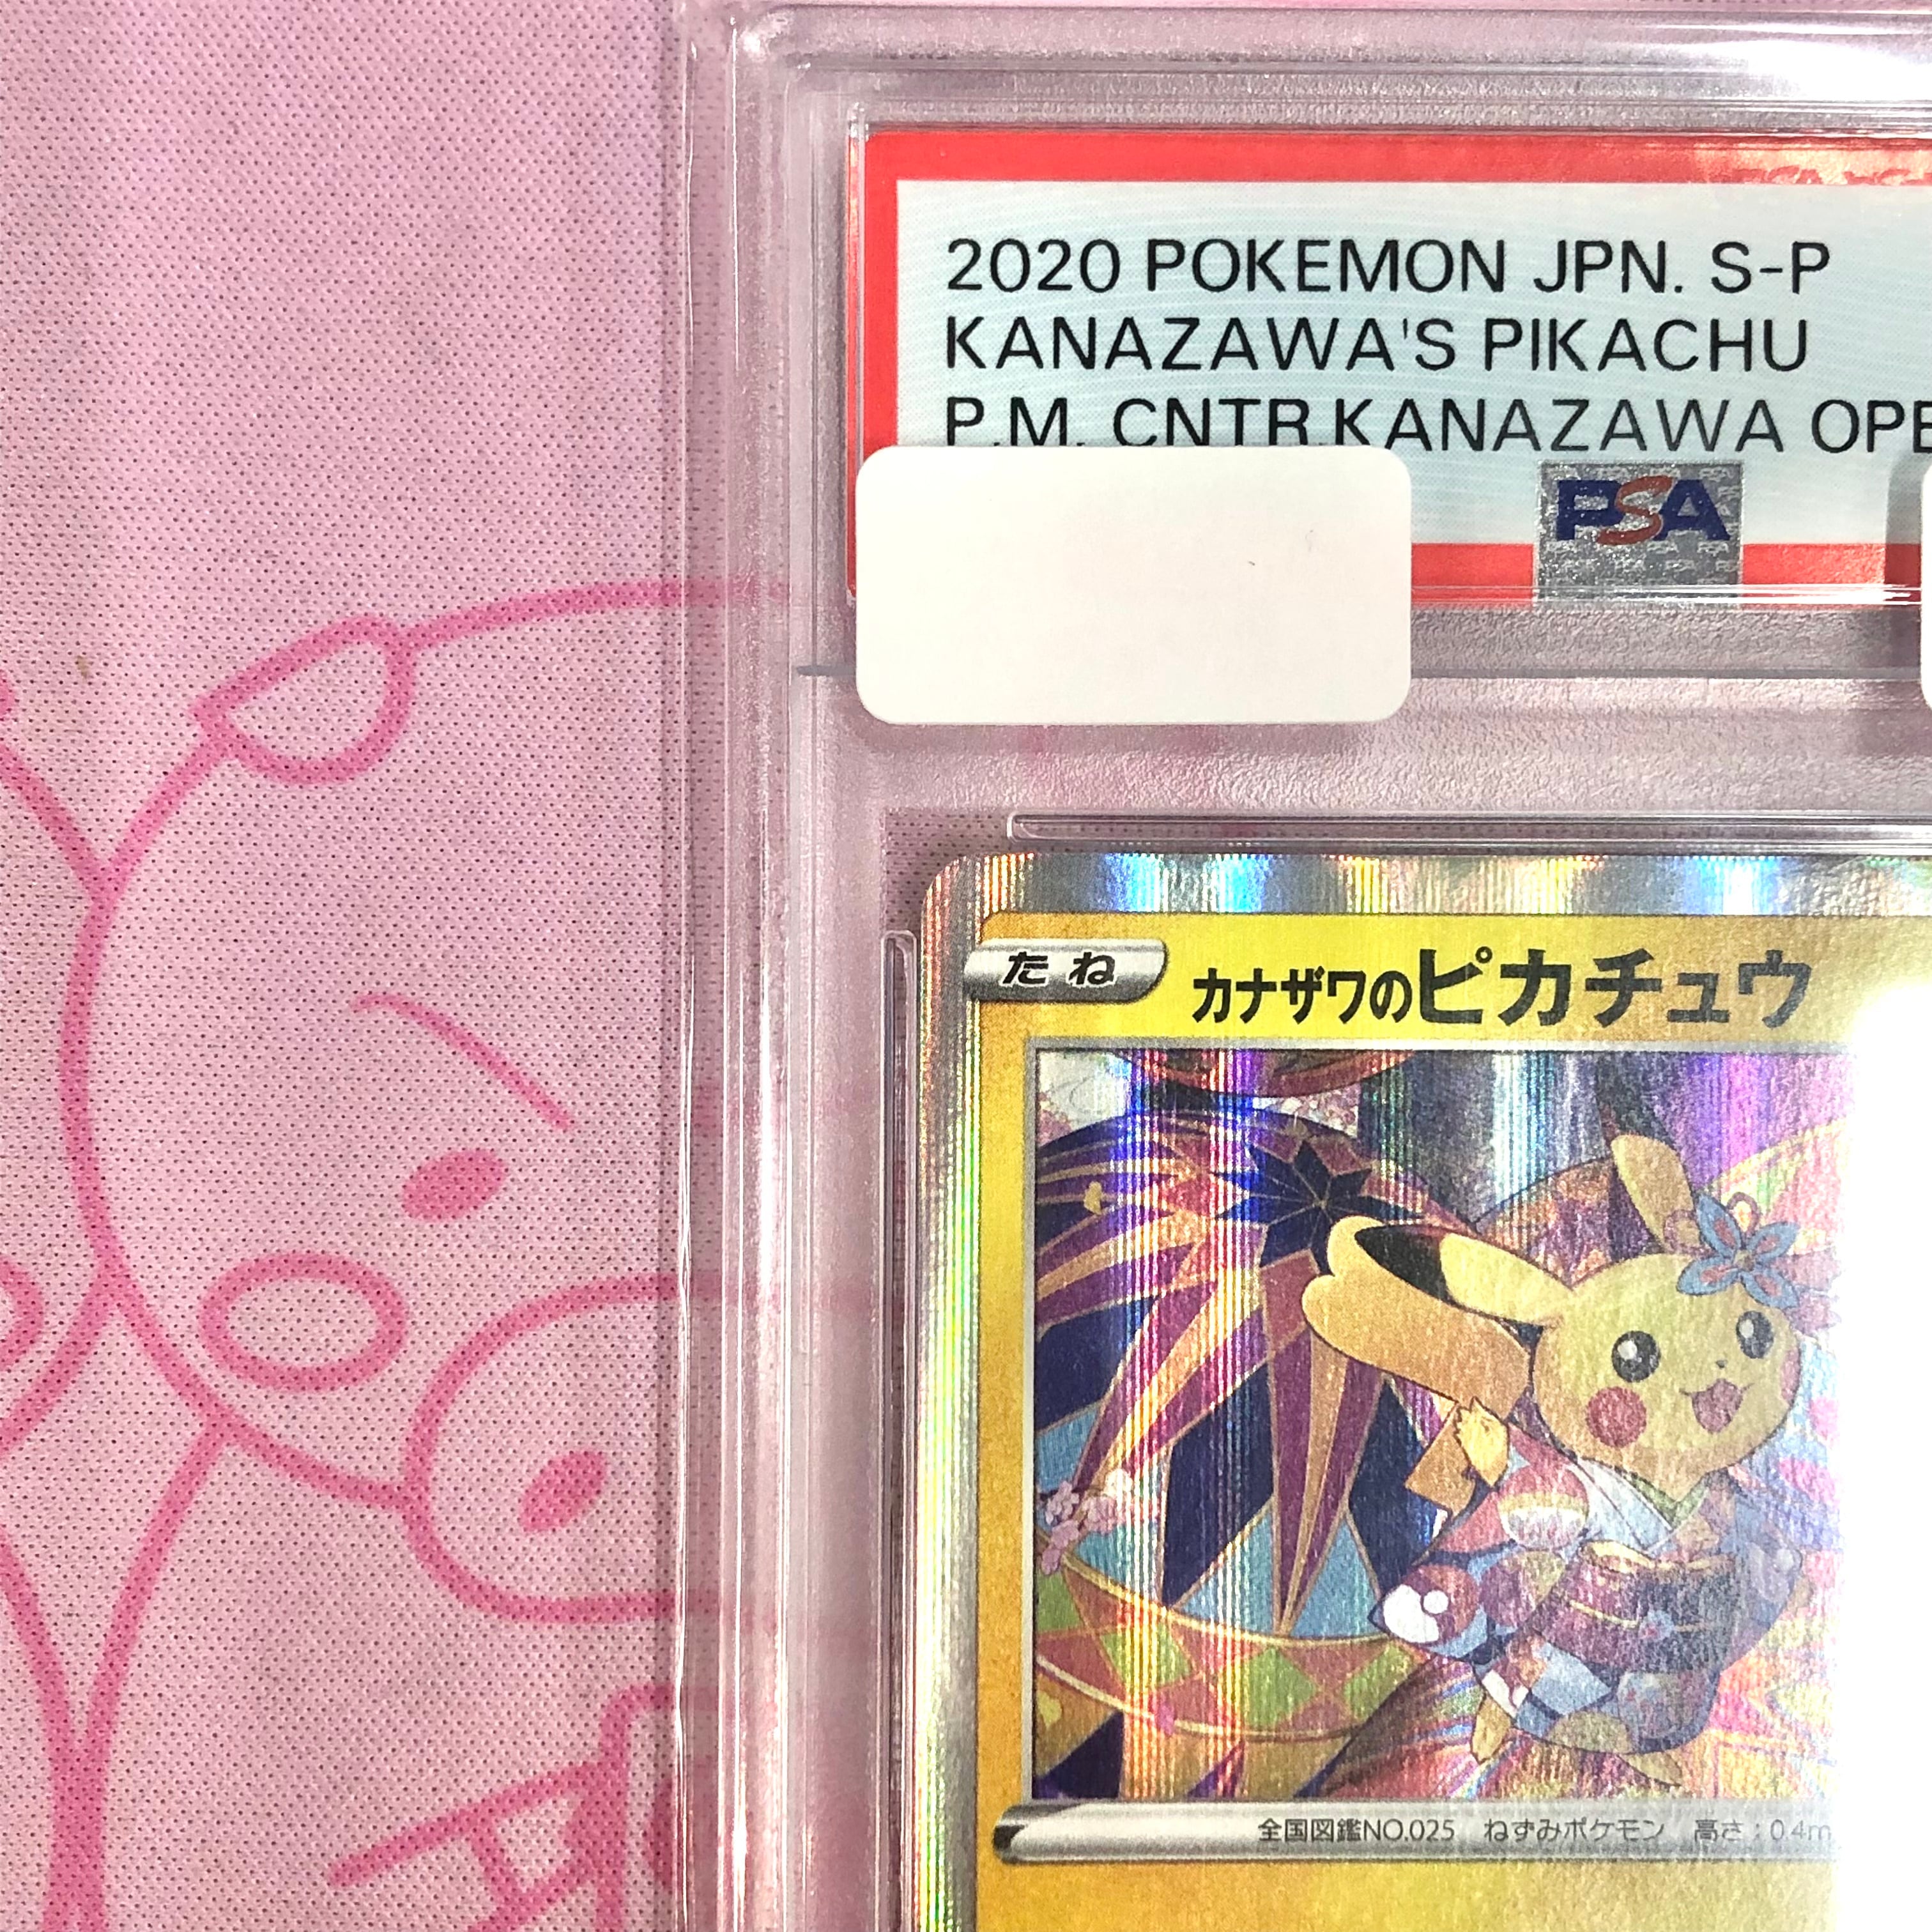 2020 POKEMON JPN. S-P
KANAZAWA'S PIKACHU
P.M. CNTR.KANAZAWA OPE
PSA
たね
カナザワのピカチュウ
全国図鑑NO.025 ねずみポケモン 高さ:0.4m